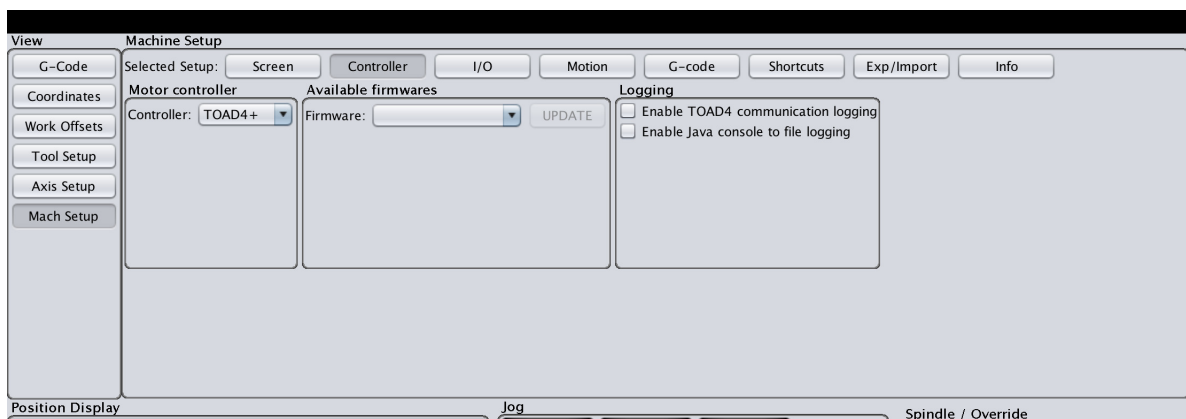 View
Machine Setup
G-Code
Selected Setup: Screen Controller I/O Motion G-code Shortcuts Exp/Import Info
Coordinates
Motor controller Available firmwares Logging
Controller: TOAD4+ Firmware: UPDATE Enable TOAD4 communication logging
Work Offsets
Enable Java console to file logging
Tool Setup
Axis Setup
Mach Setup
Position Display Jog Spindle / Override